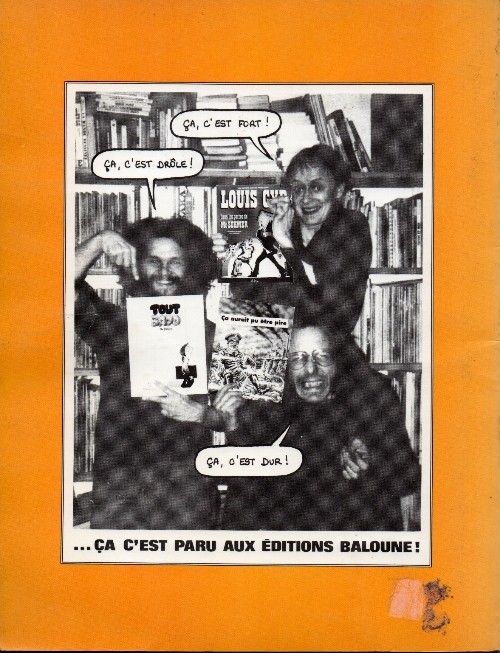 ÇA, C'EST FORT !
ÇA, C'EST DRÔLE !
LOUIS CYR
TOUT
Ça aurait pu être pire
ÇA, C'EST DUR !
...ÇA C'EST PARU AUX ÉDITIONS BALOUNE !